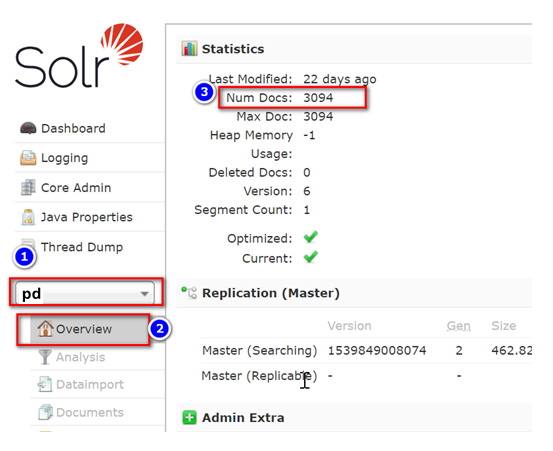 Solr
Dashboard
Logging
Core Admin
Java Properties
Thread Dump
1
pd
Overview
2
Analysis
Dataimport
Documents
Statistics
Last Modified: 22 days ago
3
Num Docs: 3094
Max Doc: 3094
Heap Memory -1
Usage:
Deleted Docs: 0
Version: 6
Segment Count: 1
Optimized:
Current:
Replication (Master)
Version Gen Size
Master (Searching) 1539849008074 2 462.82
Master (Replicable) - -
Admin Extra